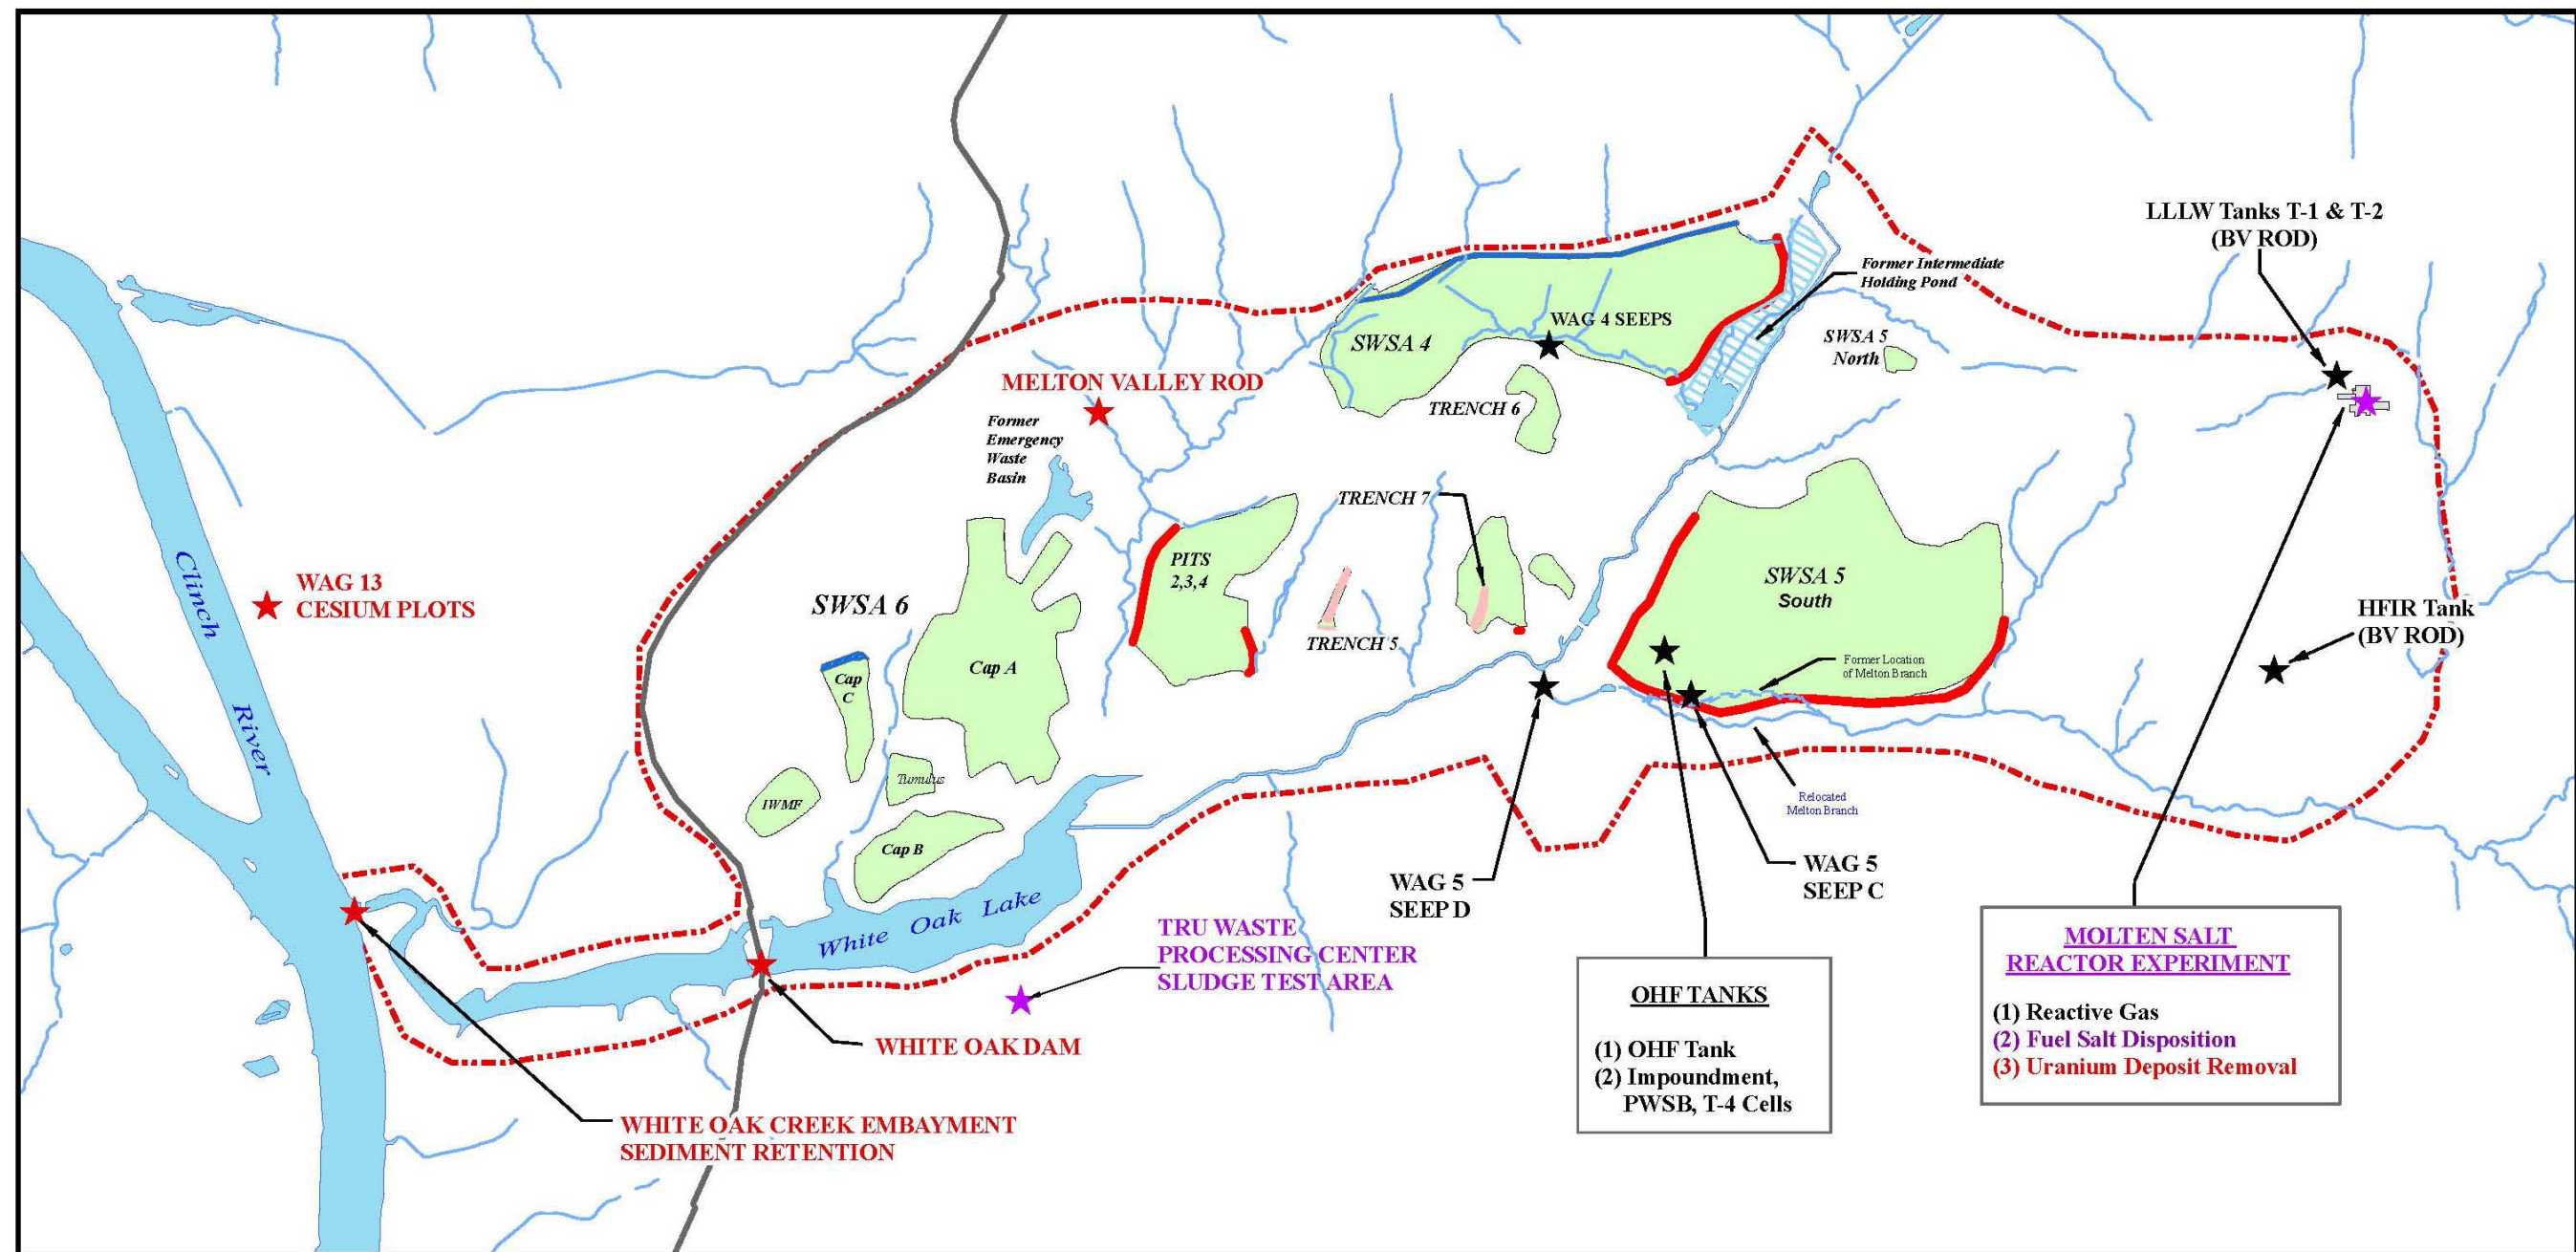 LLLW Tanks T-1 & T-2
(BV ROD)
Former Intermediate
Holding Pond
WAG 4 SEEPS
SWSA 4
SWSA 5
North
MELTON VALLEY ROD
TRENCH 6
Former
Emergency
Waste
Basin
TRENCH 7
PITS
2,3,4
SWSA 5
South
Clinch
River
WAG 13
CESIUM PLOTS
SWSA 6
HFIR Tank
(BV ROD)
TRENCH 5
Cap A
Cap
C
Former Location
of Melton Branch
Tumulus
IWMF
Relocated
Melton Branch
Cap B
WAG 5
SEEP D
WAG 5
SEEP C
White Oak Lake
TRU WASTE
PROCESSING CENTER
SLUDGE TEST AREA
WHITE OAK DAM
WHITE OAK CREEK EMBAYMENT
SEDIMENT RETENTION
OHF TANKS
(1) OHF Tank
(2) Impoundment,
PWSB, T-4 Cells
MOLTEN SALT
REACTOR EXPERIMENT
(1) Reactive Gas
(2) Fuel Salt Disposition
(3) Uranium Deposit Removal